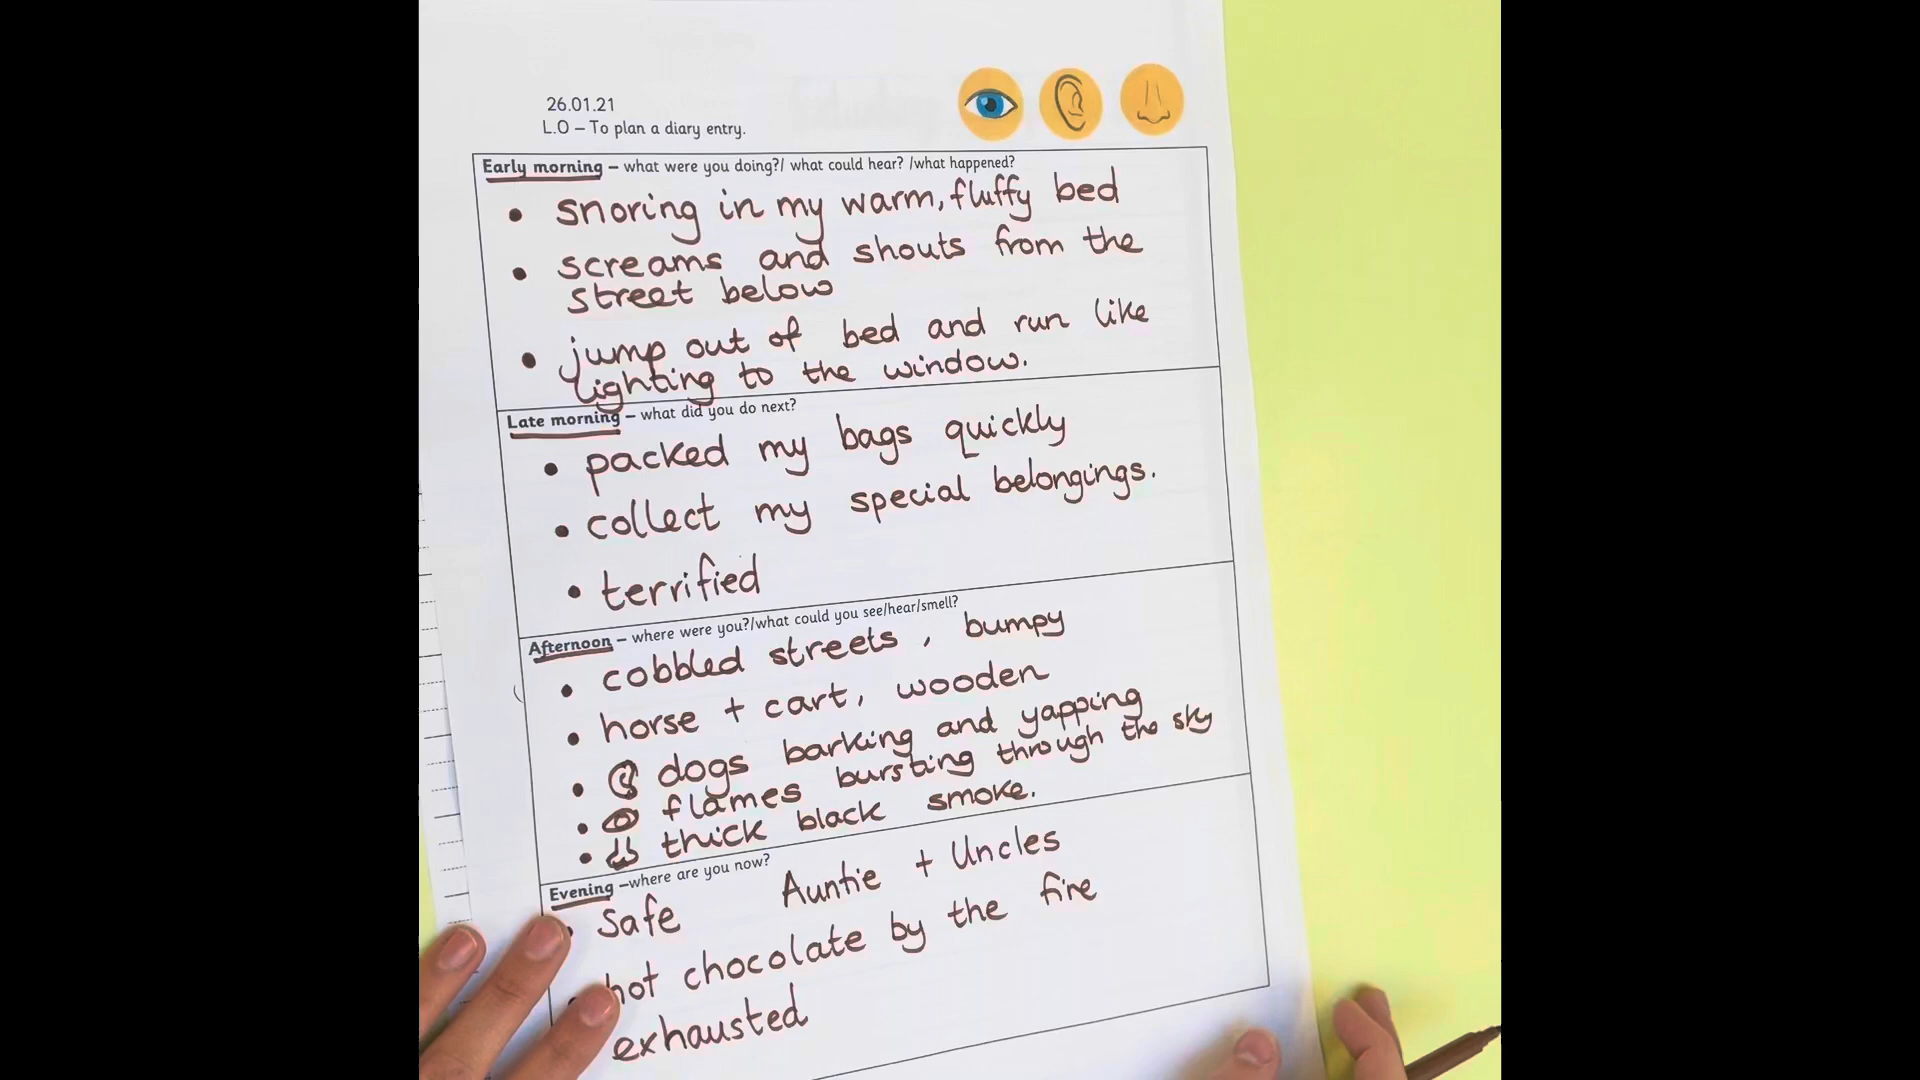 26.01.21
L.O – To plan a diary entry.
Early morning – what were you doing?/ what could hear? /what happened?
• snoring in my warm, fluffy bed
• screams and shouts from the
street below
• jump out of bed and run like
lighting to the window.
Late morning – what did you do next?
• packed my bags quickly
• collect my special belongings.
• terrified
Afternoon – where were you?/what could you see/hear/smell?
• cobbled streets, bumpy
• horse + cart, wooden
• dogs barking and yapping
• flames bursting through the sky
• thick black smoke.
Evening –where are you now?
• safe Auntie + Uncles
• hot chocolate by the fire
exhausted